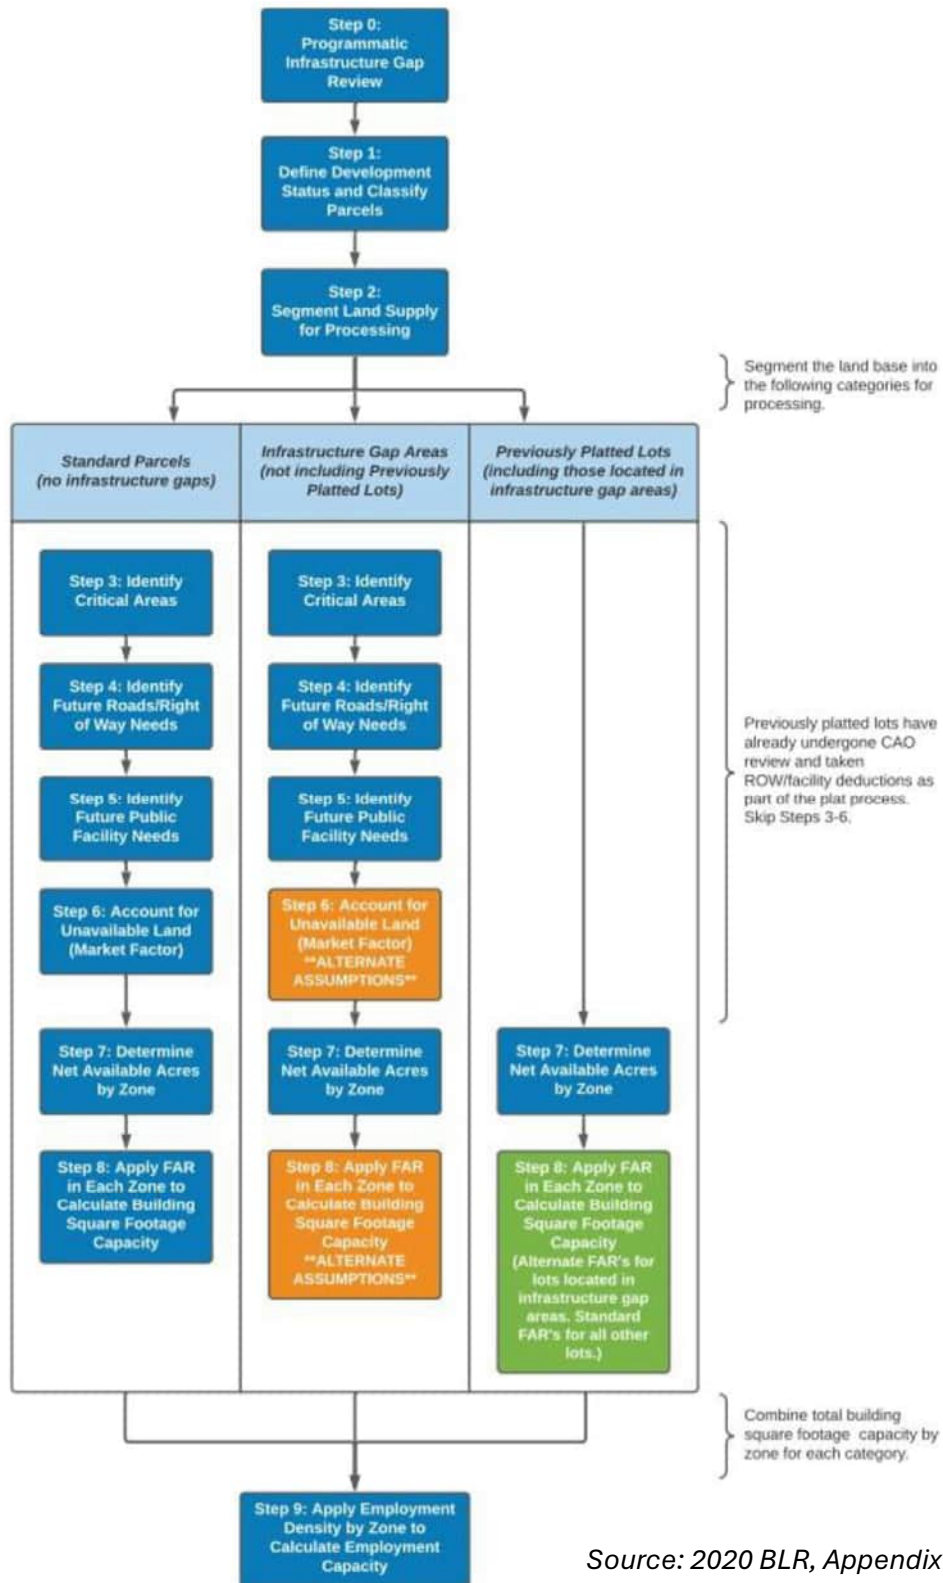 Step 0:
Programmatic
Infrastructure Gap
Review
Step 1:
Define Development
Status and Classify
Parcels
Step 2:
Segment Land Supply
for Processing
Segment the land base into
the following categories for
processing.
Standard Parcels
(no infrastructure gaps)
Infrastructure Gap Areas
(not including Previously
Platted Lots)
Previously Platted Lots
(including those located in
infrastructure gap areas)
Step 3: Identify
Critical Areas
Step 4: Identify
Future Roads/Right
of Way Needs
Step 5: Identify
Future Public
Facility Needs
Step 6: Account for
Unavailable Land
(Market Factor)
Step 7: Determine
Net Available Acres
by Zone
Step 8: Apply FAR
in Each Zone to
Calculate Building
Square Footage
Capacity
Step 3: Identify
Critical Areas
Step 4: Identify
Future Roads/Right
of Way Needs
Step 5: Identify
Future Public
Facility Needs
Step 6: Account for
Unavailable Land
(Market Factor)
**ALTERNATE
ASSUMPTIONS**
Step 7: Determine
Net Available Acres
by Zone
Step 8: Apply FAR
in Each Zone to
Calculate Building
Square Footage
Capacity
**ALTERNATE
ASSUMPTIONS**
Step 7: Determine
Net Available Acres
by Zone
Step 8: Apply FAR
in Each Zone to
Calculate Building
Square Footage
Capacity
(Alternate FAR's for
lots located in
infrastructure gap
areas. Standard
FAR's for all other
lots.)
Previously platted lots have
already undergone CAO
review and taken
ROW/facility deductions as
part of the plat process.
Skip Steps 3-6.
Combine total building
square footage capacity by
zone for each category.
Step 9: Apply Employment
Density by Zone to
Calculate Employment
Capacity
Source: 2020 BLR, Appendix